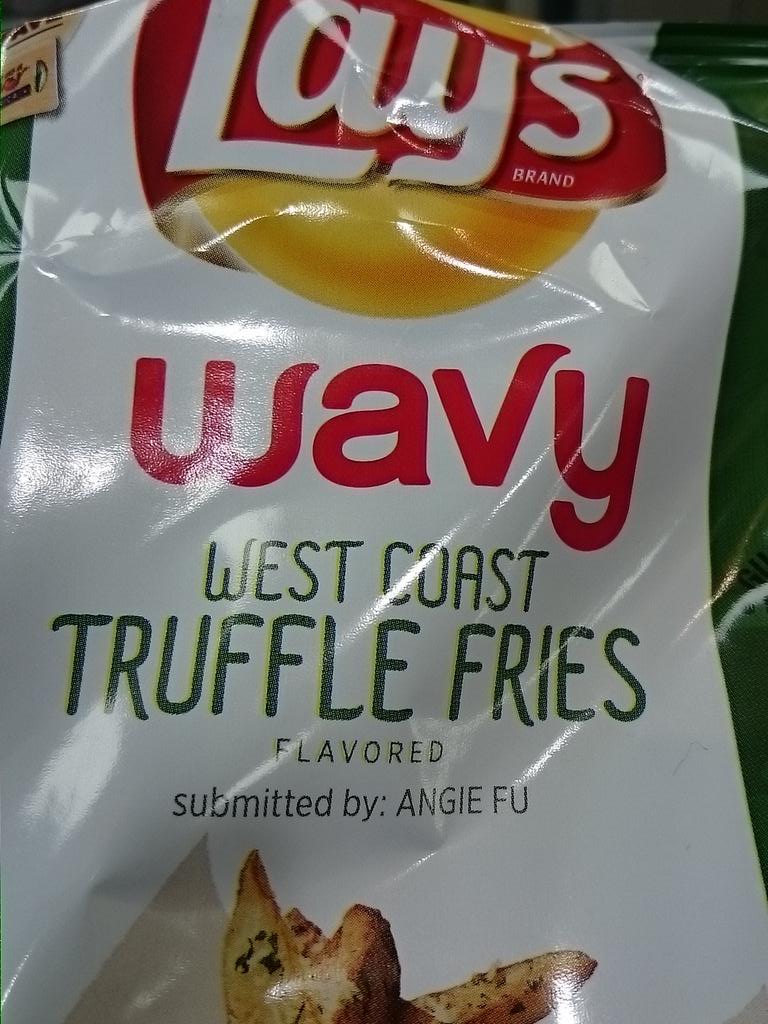 Lay's
BRAND
wavy
WEST COAST
TRUFFLE FRIES
FLAVORED
submitted by: ANGIE FU